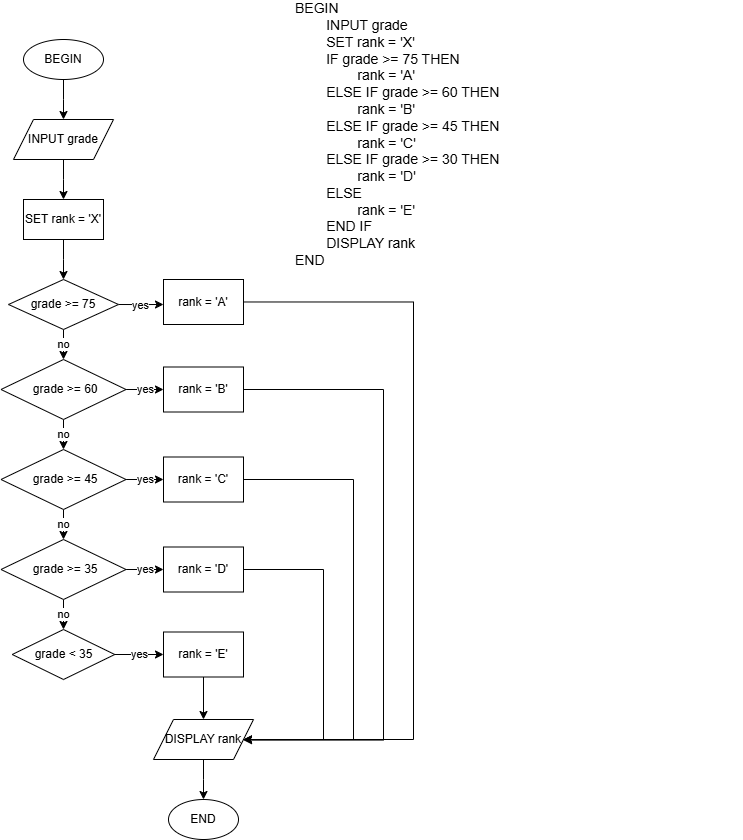 BEGIN
INPUT grade
SET rank = 'X'
IF grade >= 75 THEN
rank = 'A'
ELSE IF grade >= 60 THEN
rank = 'B'
ELSE IF grade >= 45 THEN
rank = 'C'
ELSE IF grade >= 30 THEN
rank = 'D'
ELSE
rank = 'E'
END IF
DISPLAY rank
END
BEGIN
INPUT grade
SET rank = 'X'
grade >= 75
yes
rank = 'A'
no
grade >= 60
yes
rank = 'B'
no
grade >= 45
yes
rank = 'C'
no
grade >= 35
yes
rank = 'D'
no
grade < 35
yes
rank = 'E'
DISPLAY rank
END